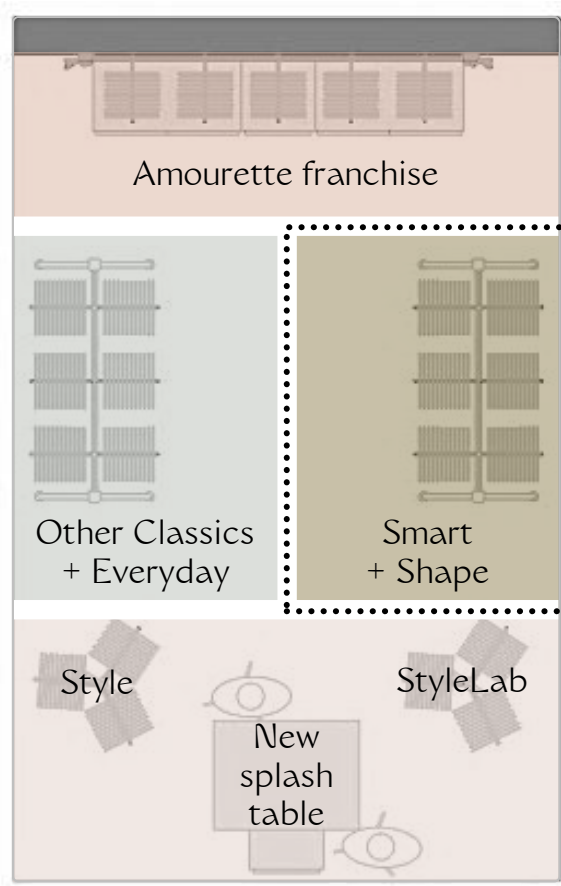 Amourette franchise
Other Classics
+ Everyday
Smart
+ Shape
Style
StyleLab
New
splash
table